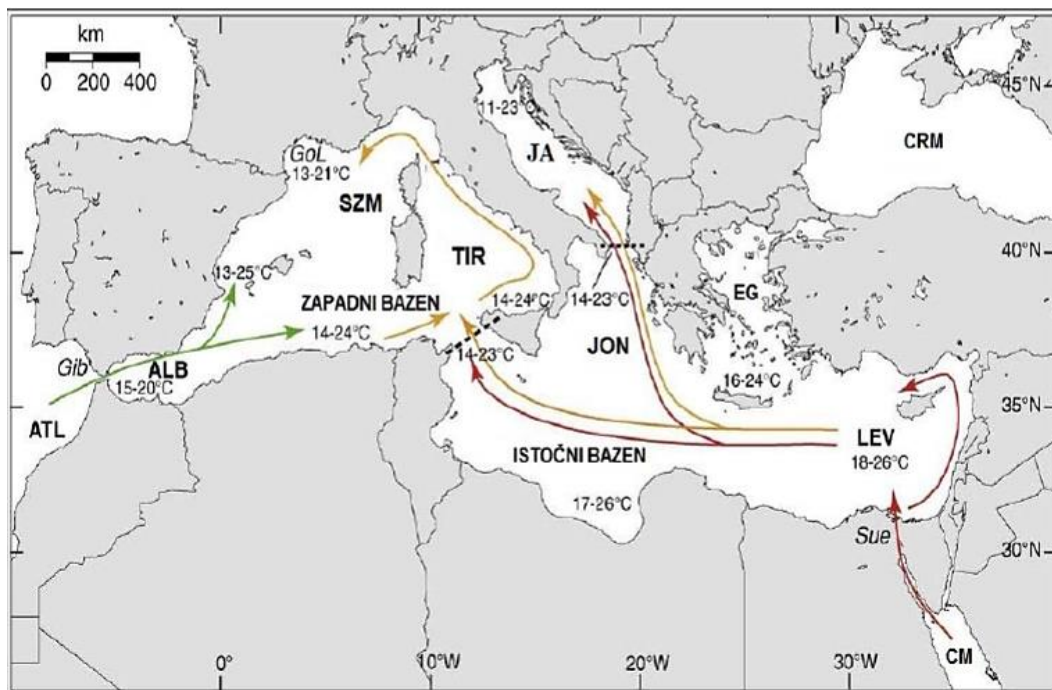 km
0 200 400
45°N
11-23°C
CRM
JA
GoL
13-21°C
SZM
40°N
TIR
13-25°C
EG
14-24°C
14-23°C
ZAPADNI BAZEN
14-24°C
14-23°C
JON
Gib
ALB
15-20°C
16-24°C
35°N
ATL
LEV
18-26°C
ISTOČNI BAZEN
17-26°C
Sue
30°N
CM
0°
10°W
20°W
30°W